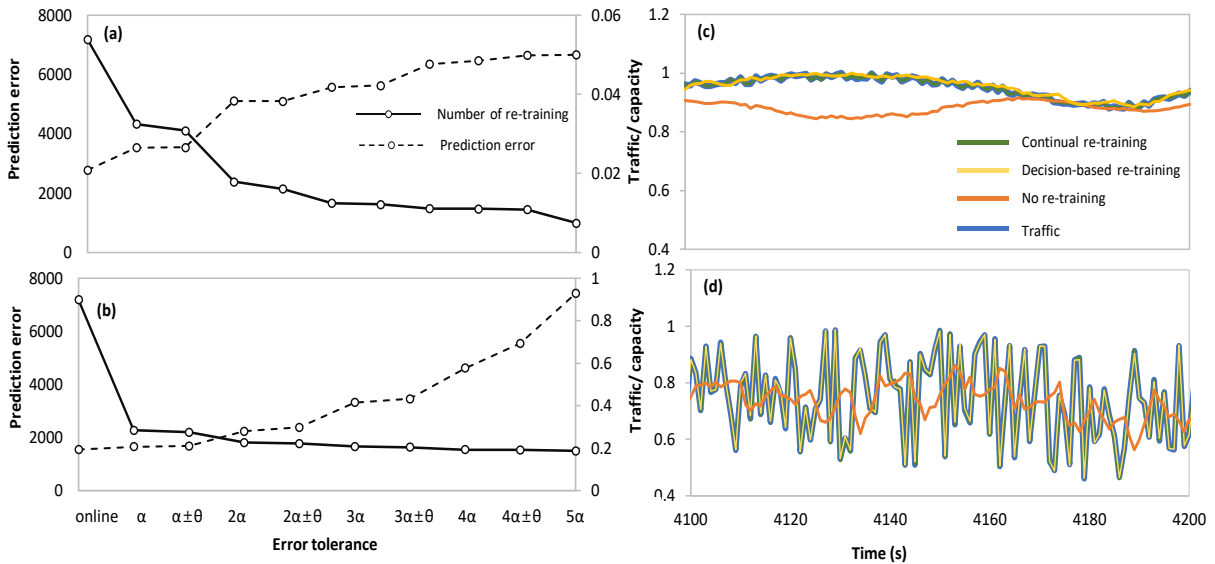 (a)
8000
6000
4000
2000
0
Prediction error
0.06
0.04
0.02
0
Number of re-training
Prediction error
(b)
8000
6000
4000
2000
0
Prediction error
1
0.8
0.6
0.4
0.2
0
online α α±θ 2α 2α±θ 3α 3α±θ 4α 4α±θ 5α
Error tolerance
(c)
1.2
1
0.8
0.6
0.4
Traffic/ capacity
Continual re-training
Decision-based re-training
No re-training
Traffic
(d)
1.2
1
0.8
0.6
0.4
Traffic/ capacity
4100 4120 4140 4160 4180 4200
Time (s)